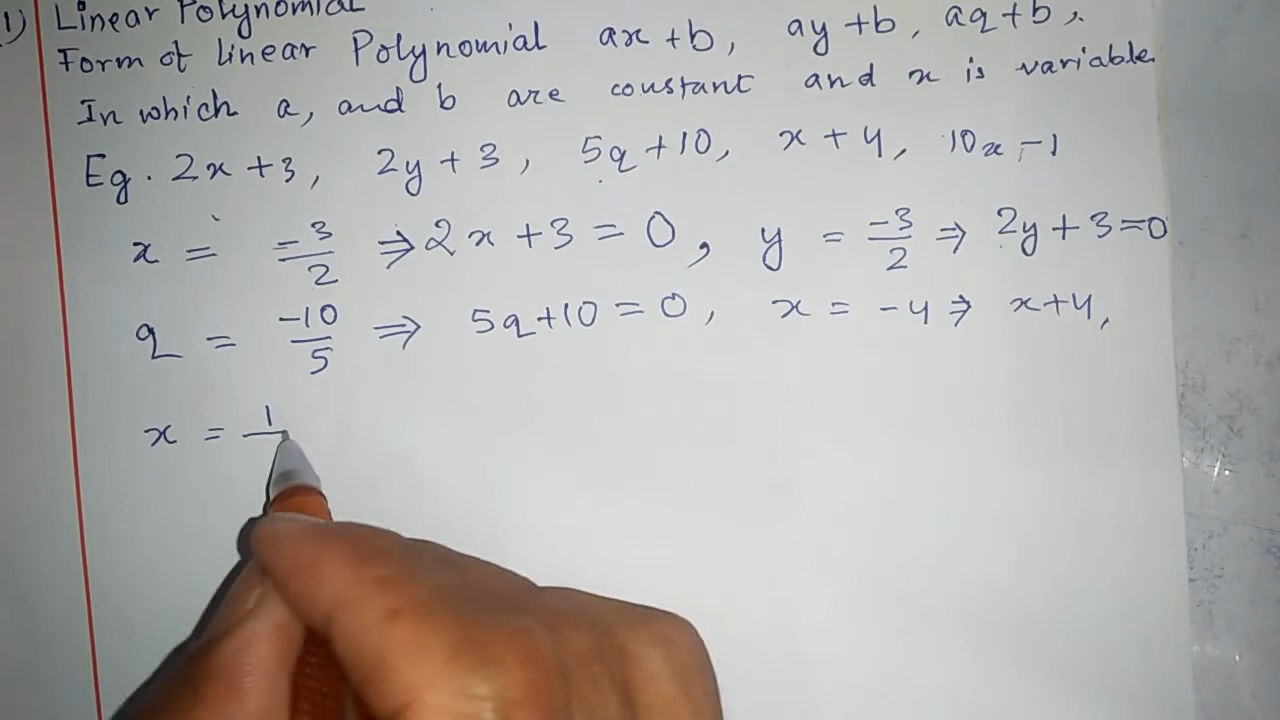 1) Linear Polynomial
Form of linear Polynomial ax+b, ay+b, aq+b,
In which a, and b are constant and x is variable
Eg. 2x+3, 2y+3, 5q+10, x+4, 10x-1
x = -3/2 ⇒ 2x+3=0, y = -3/2 ⇒ 2y+3=0
q = -10/5 ⇒ 5q+10=0, x = -4 ⇒ x+4,
x = 1